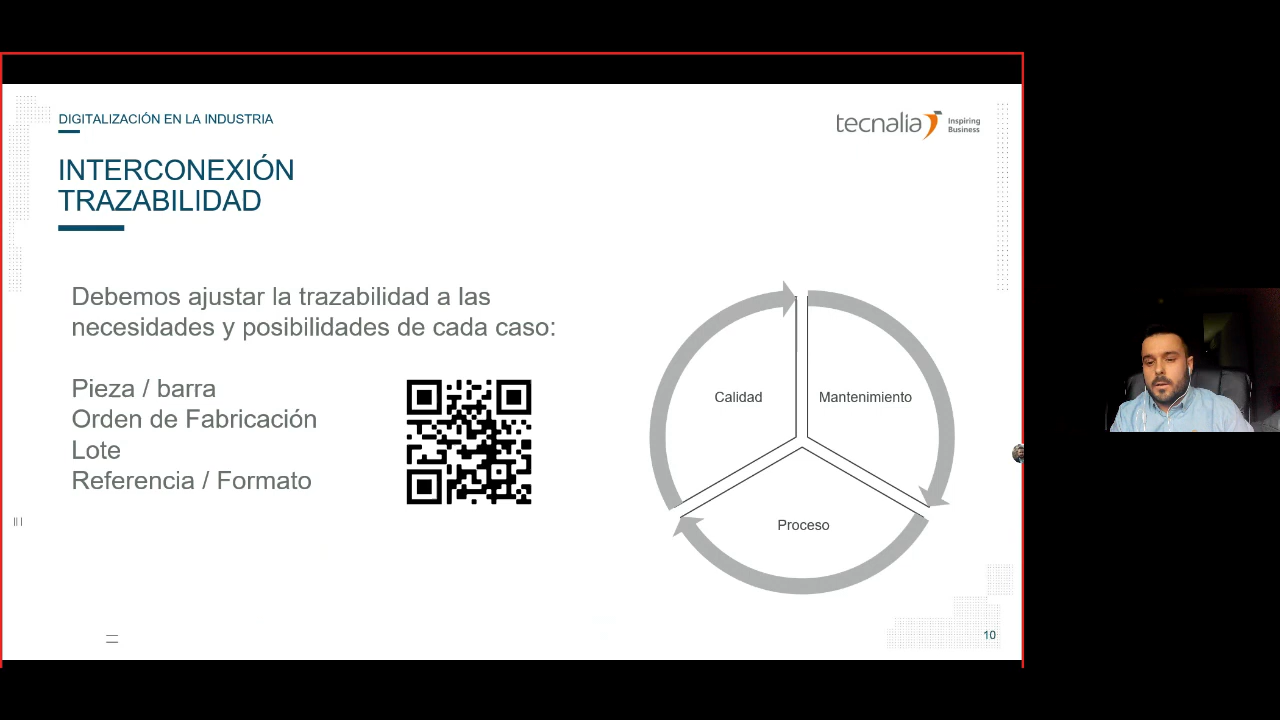 DIGITALIZACIÓN EN LA INDUSTRIA
tecnalia Inspiring
Business
INTERCONEXIÓN
TRAZABILIDAD
Debemos ajustar la trazabilidad a las
necesidades y posibilidades de cada caso:
Pieza / barra
Orden de Fabricación
Lote
Referencia / Formato
Calidad
Mantenimiento
Proceso
10